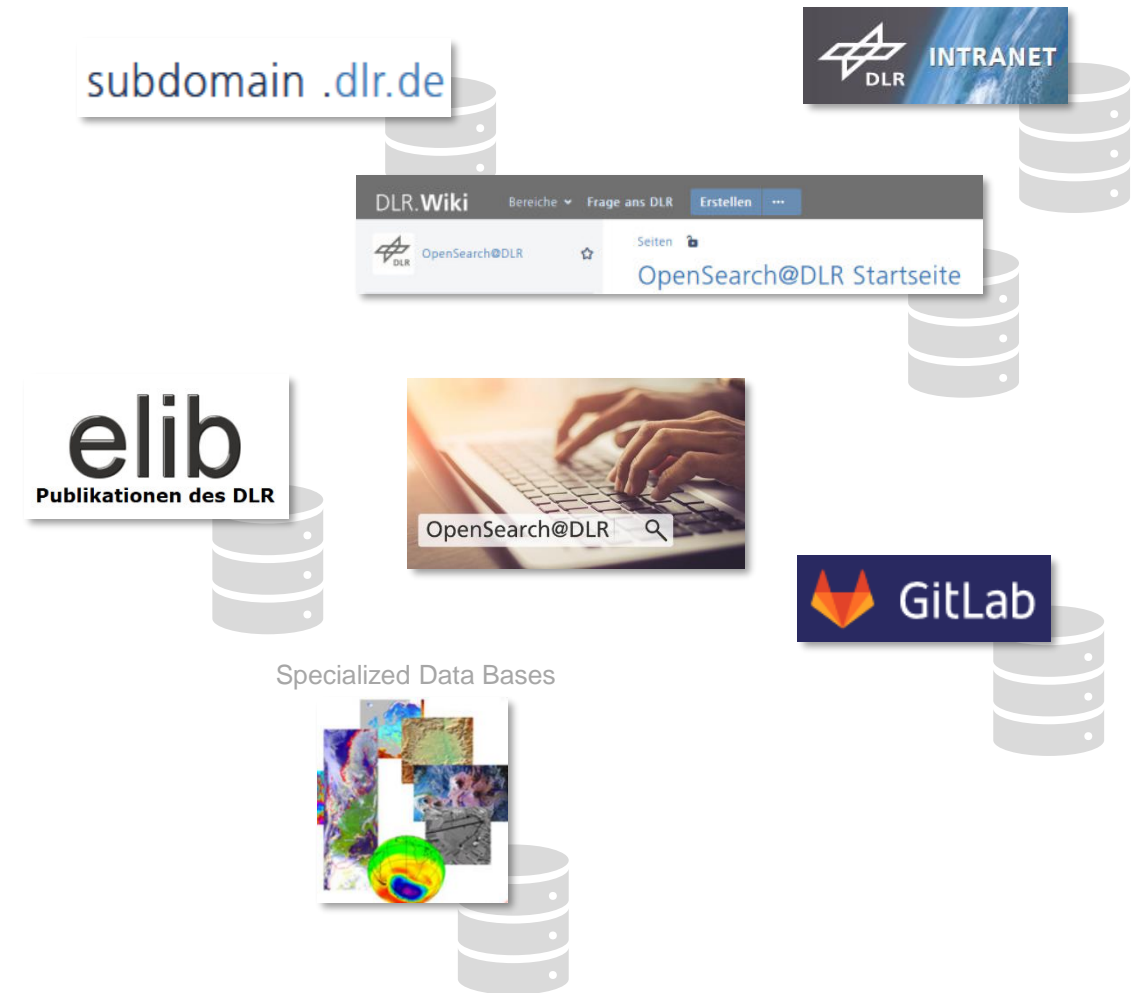 subdomain .dlr.de
DLR
INTRANET
DLR.Wiki Bereiche Frage ans DLR Erstellen ...
DLR
OpenSearch@DLR
Seiten
OpenSearch@DLR Startseite
elib
Publikationen des DLR
OpenSearch@DLR
GitLab
Specialized Data Bases